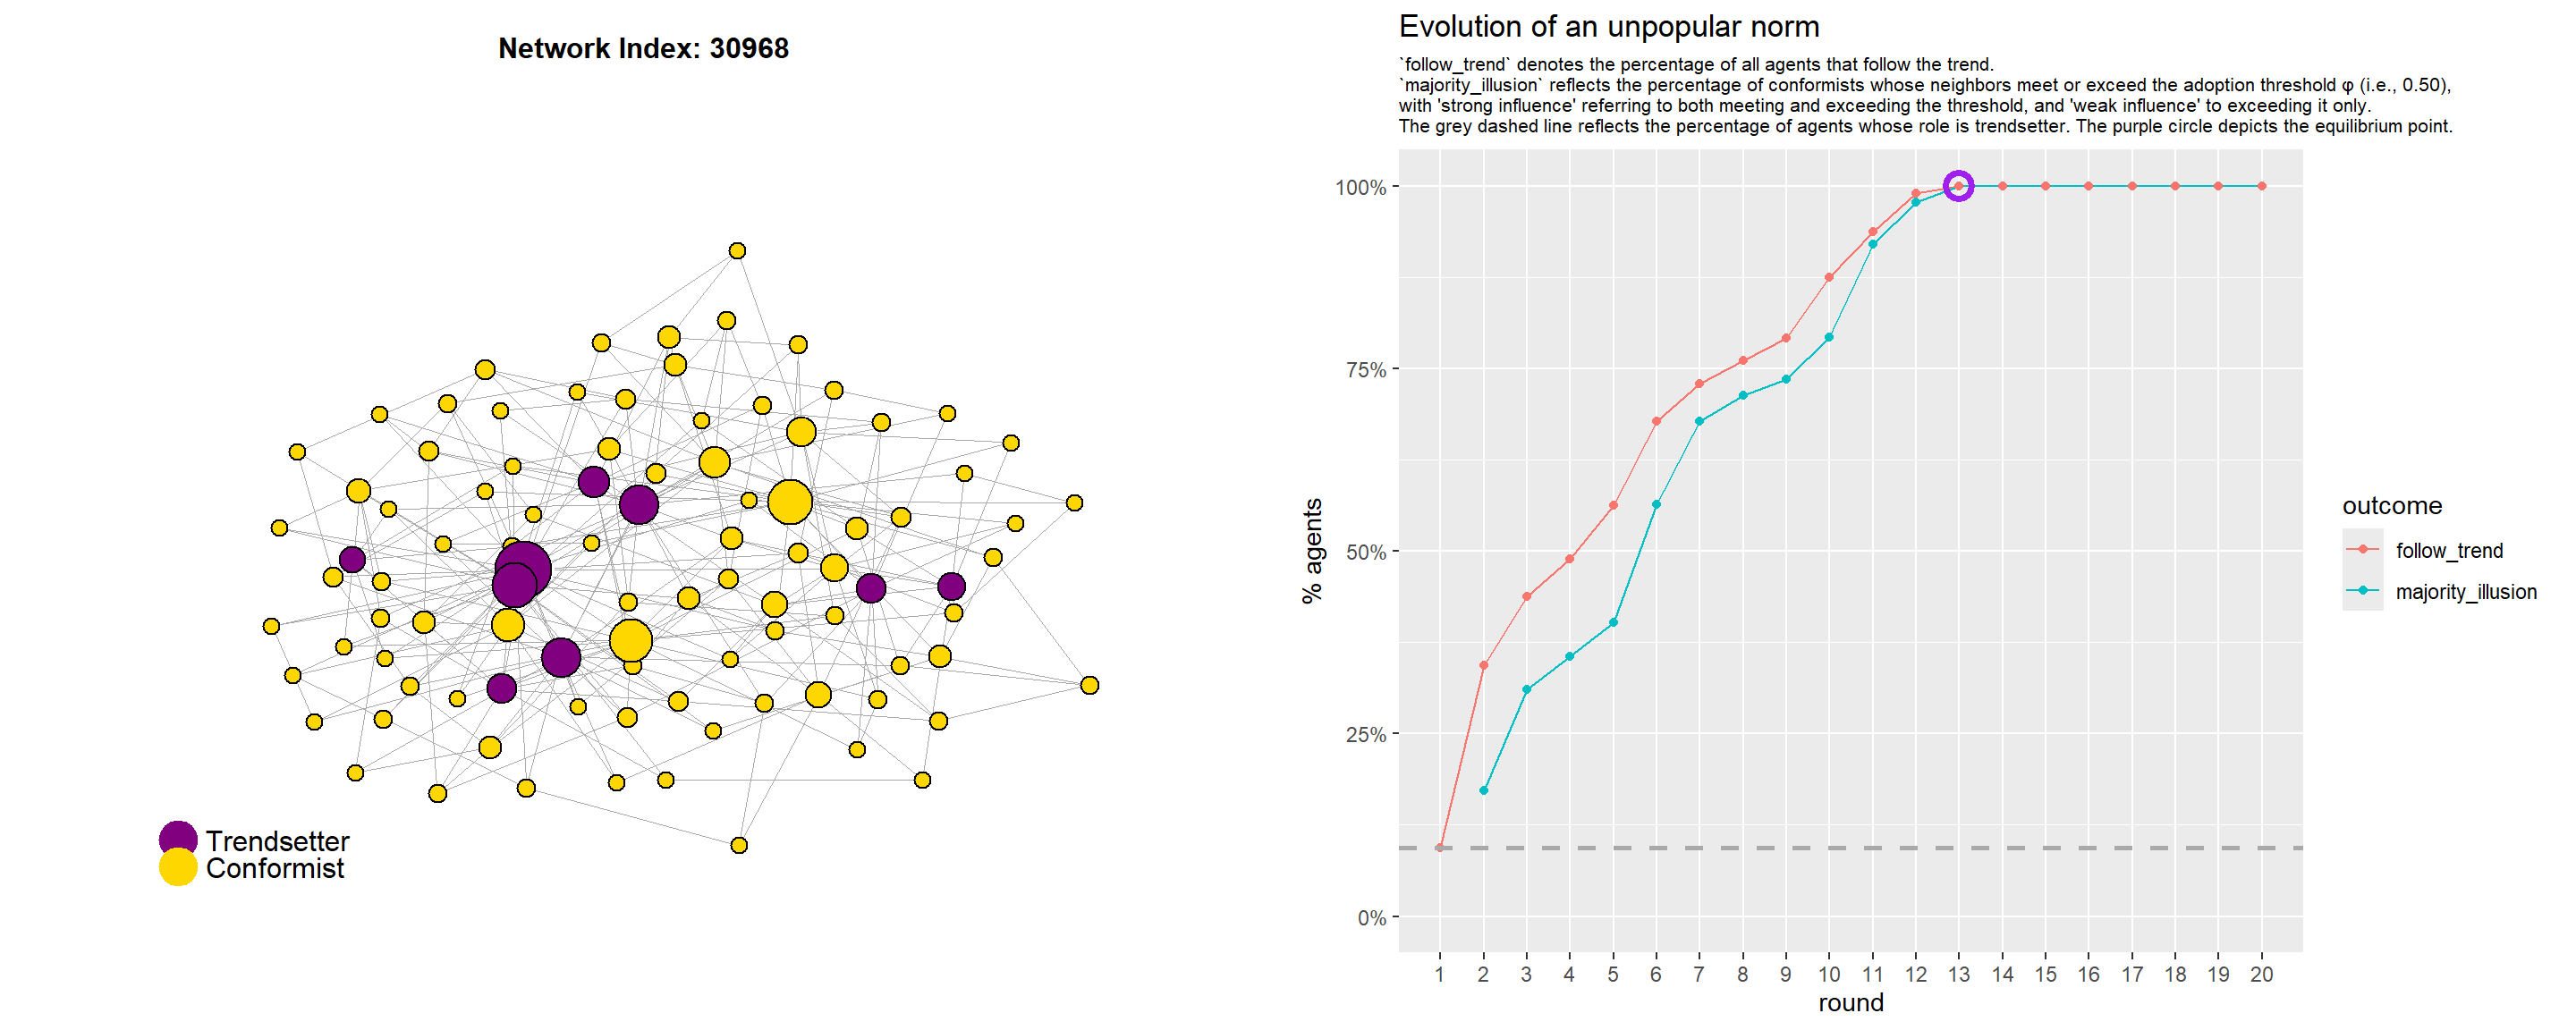 Network Index: 30968
Trendsetter
Conformist
Evolution of an unpopular norm
`follow_trend` denotes the percentage of all agents that follow the trend.
`majority_illusion` reflects the percentage of conformists whose neighbors meet or exceed the adoption threshold φ (i.e., 0.50),
with 'strong influence' referring to both meeting and exceeding the threshold, and 'weak influence' to exceeding it only.
The grey dashed line reflects the percentage of agents whose role is trendsetter. The purple circle depicts the equilibrium point.
100%
75%
50%
25%
0%
% agents
1 2 3 4 5 6 7 8 9 10 11 12 13 14 15 16 17 18 19 20
round
outcome
follow_trend
majority_illusion